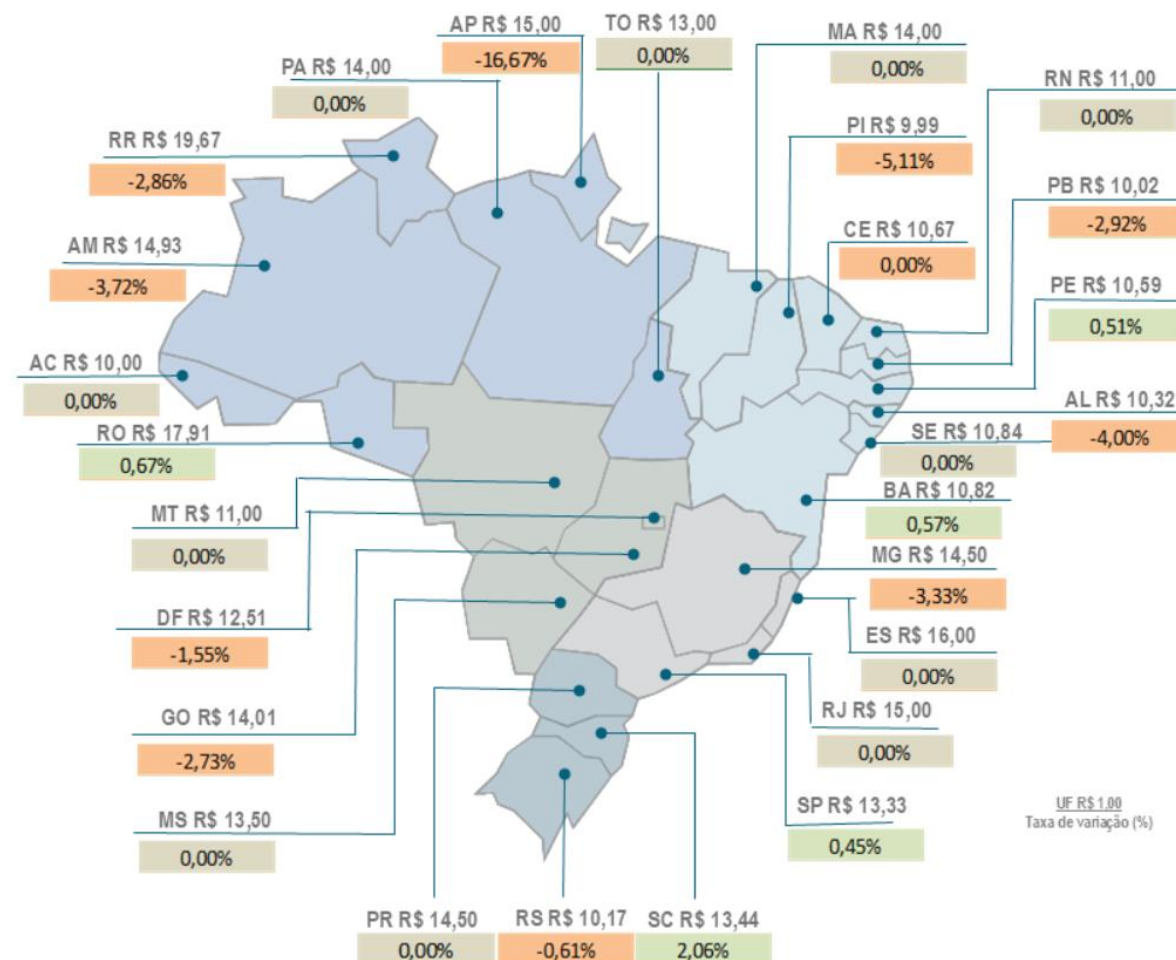 AP R$ 15,00
-16,67%
TO R$ 13,00
0,00%
MA R$ 14,00
0,00%
PA R$ 14,00
0,00%
RN R$ 11,00
0,00%
RR R$ 19,67
-2,86%
PI R$ 9,99
-5,11%
PB R$ 10,02
-2,92%
AM R$ 14,93
-3,72%
CE R$ 10,67
0,00%
PE R$ 10,59
0,51%
AC R$ 10,00
0,00%
AL R$ 10,32
-4,00%
RO R$ 17,91
0,67%
SE R$ 10,84
0,00%
BA R$ 10,82
0,57%
MT R$ 11,00
0,00%
MG R$ 14,50
-3,33%
DF R$ 12,51
-1,55%
ES R$ 16,00
0,00%
GO R$ 14,01
-2,73%
RJ R$ 15,00
0,00%
MS R$ 13,50
0,00%
SP R$ 13,33
0,45%
UF R$ 1,00
Taxa de variação (%)
PR R$ 14,50
0,00%
RS R$ 10,17
-0,61%
SC R$ 13,44
2,06%